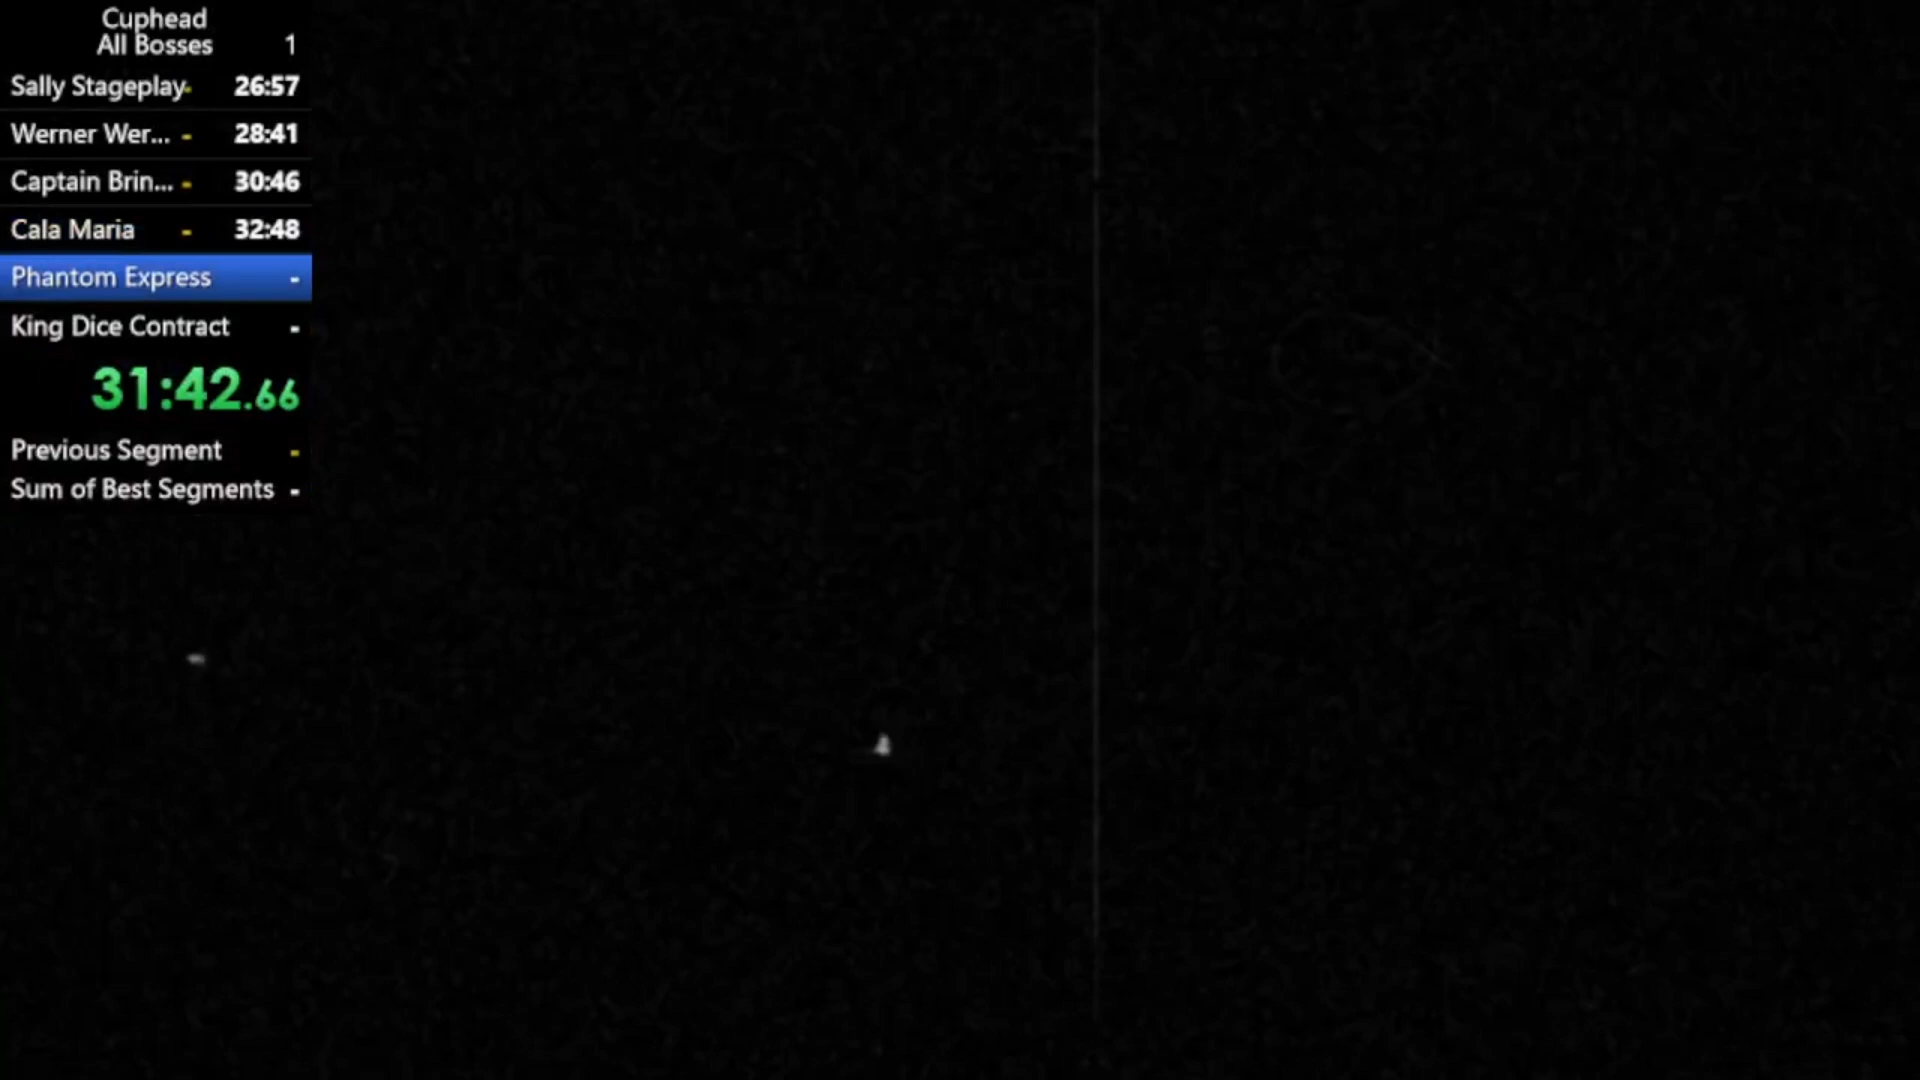 Cuphead
All Bosses 1
Sally Stageplay - 26:57
Werner Wer... - 28:41
Captain Brin... - 30:46
Cala Maria - 32:48
Phantom Express -
King Dice Contract -
31:42.66
Previous Segment -
Sum of Best Segments -